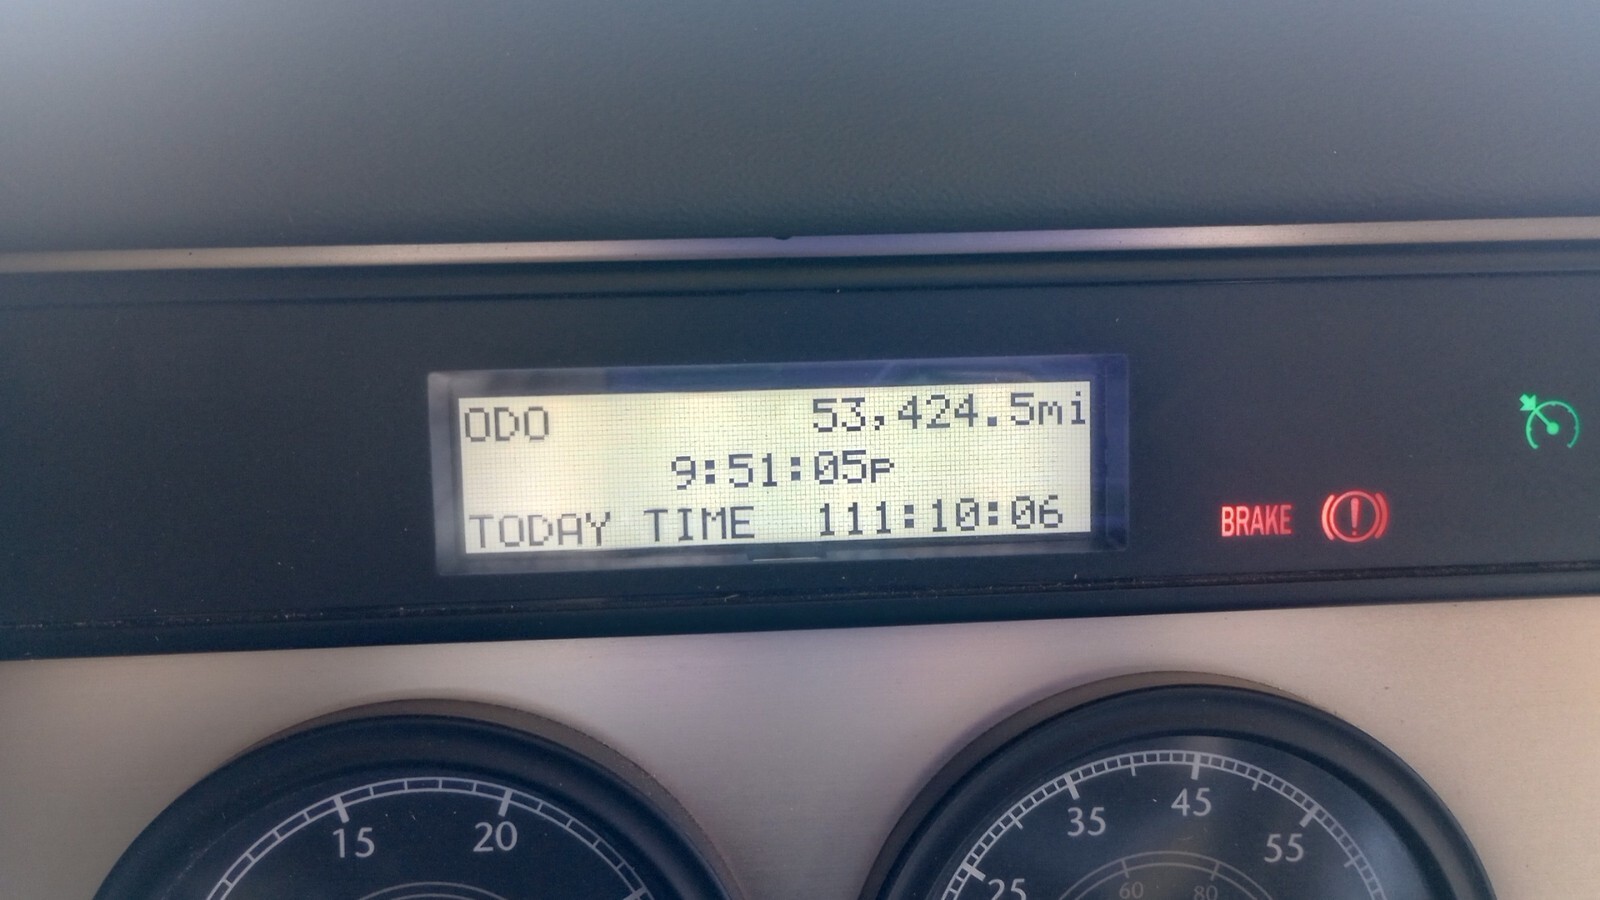 ODO 53,424.5mi
9:51:05P
TODAY TIME 111:10:06
BRAKE
15 20
25 35 45 55
60 80